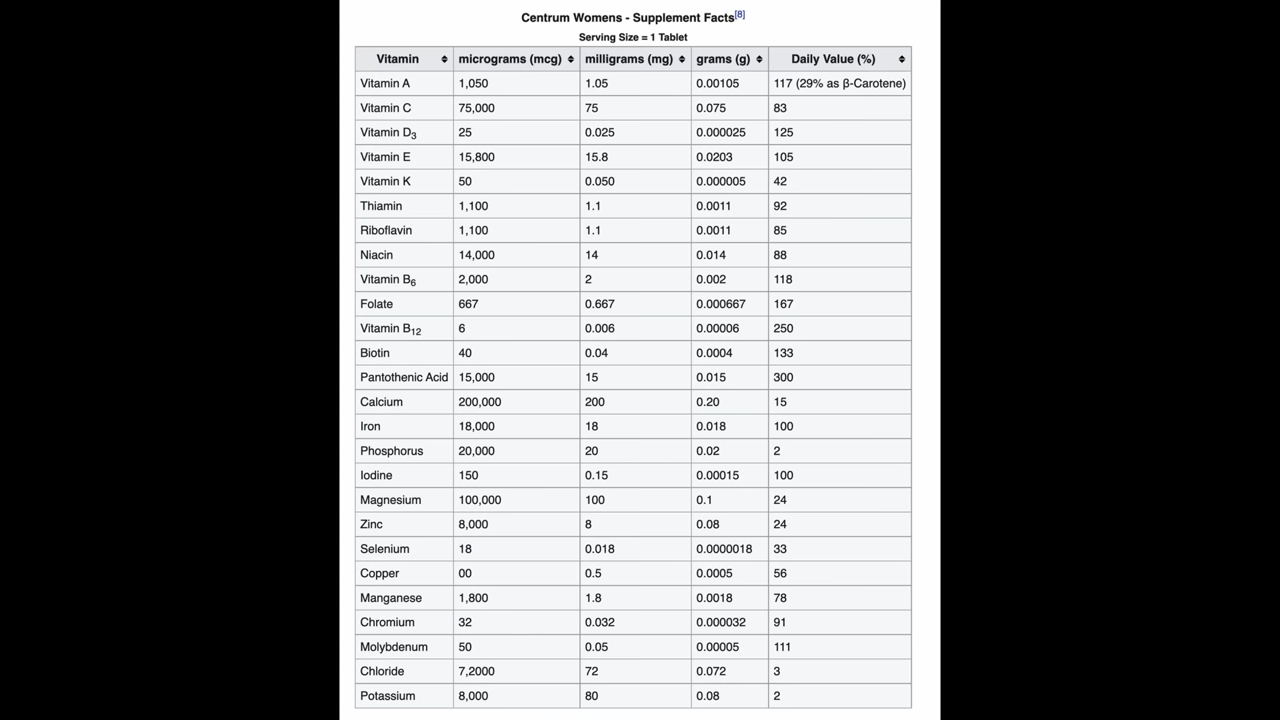 Centrum Womens - Supplement Facts[8]
Serving Size = 1 Tablet
Vitamin micrograms (mcg) milligrams (mg) grams (g) Daily Value (%)
Vitamin A 1,050 1.05 0.00105 117 (29% as β-Carotene)
Vitamin C 75,000 75 0.075 83
Vitamin D3 25 0.025 0.000025 125
Vitamin E 15,800 15.8 0.0203 105
Vitamin K 50 0.050 0.000005 42
Thiamin 1,100 1.1 0.0011 92
Riboflavin 1,100 1.1 0.0011 85
Niacin 14,000 14 0.014 88
Vitamin B6 2,000 2 0.002 118
Folate 667 0.667 0.000667 167
Vitamin B12 6 0.006 0.00006 250
Biotin 40 0.04 0.0004 133
Pantothenic Acid 15,000 15 0.015 300
Calcium 200,000 200 0.20 15
Iron 18,000 18 0.018 100
Phosphorus 20,000 20 0.02 2
Iodine 150 0.15 0.00015 100
Magnesium 100,000 100 0.1 24
Zinc 8,000 8 0.08 24
Selenium 18 0.018 0.0000018 33
Copper 00 0.5 0.0005 56
Manganese 1,800 1.8 0.0018 78
Chromium 32 0.032 0.000032 91
Molybdenum 50 0.05 0.00005 111
Chloride 7,2000 72 0.072 3
Potassium 8,000 80 0.08 2